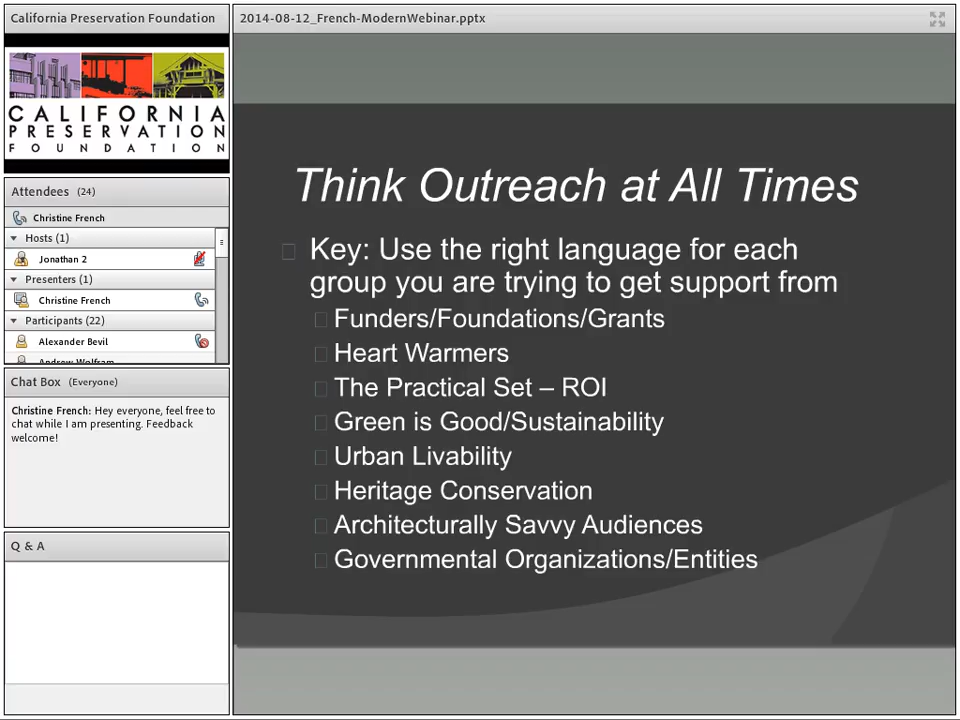 California Preservation Foundation
CALIFORNIA
PRESERVATION
FOUNDATION
Attendees (24)
Christine French
Hosts (1)
Jonathan 2
Presenters (1)
Christine French
Participants (22)
Alexander Bevil
Andrew Wolfram
Chat Box (Everyone)
Christine French: Hey everyone, feel free to
chat while I am presenting. Feedback
welcome!
Q & A
2014-08-12_French-ModernWebinar.pptx
Think Outreach at All Times
Key: Use the right language for each
group you are trying to get support from
Funders/Foundations/Grants
Heart Warmers
The Practical Set – ROI
Green is Good/Sustainability
Urban Livability
Heritage Conservation
Architecturally Savvy Audiences
Governmental Organizations/Entities